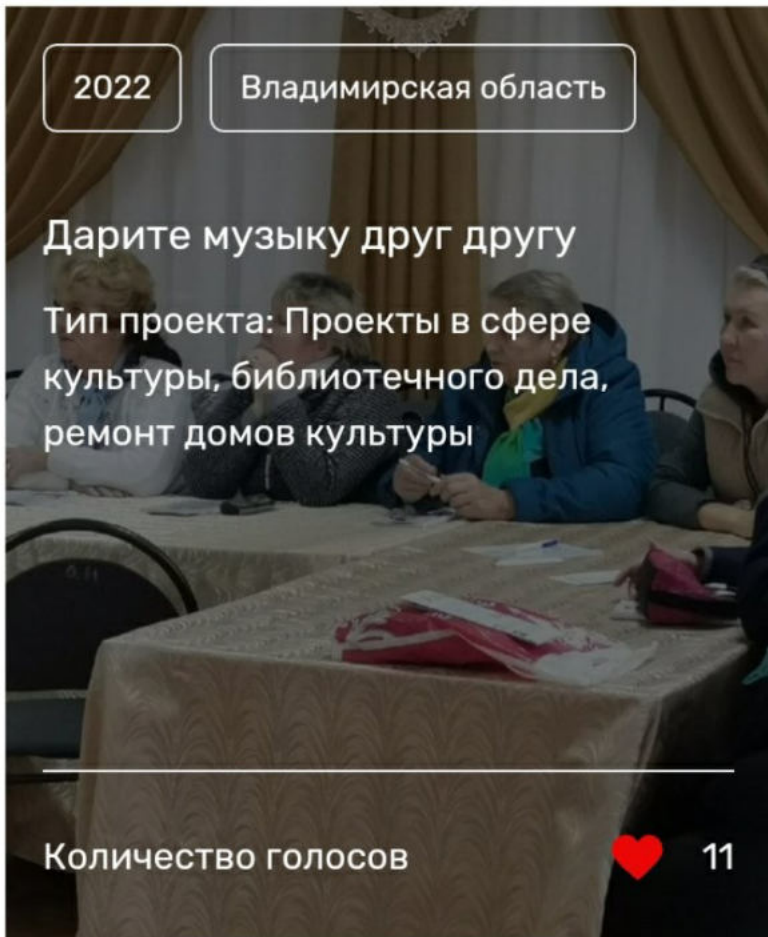 2022
Владимирская область
Дарите музыку друг другу
Тип проекта: Проекты в сфере
культуры, библиотечного дела,
ремонт домов культуры
Количество голосов
11